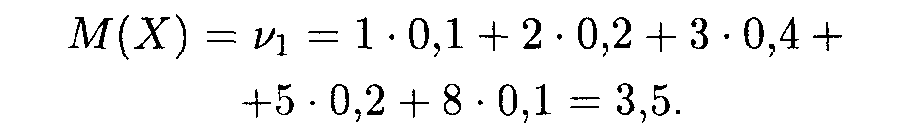 M(X) = ν₁ = 1 · 0,1 + 2 · 0,2 + 3 · 0,4 +
+5 · 0,2 + 8 · 0,1 = 3,5.